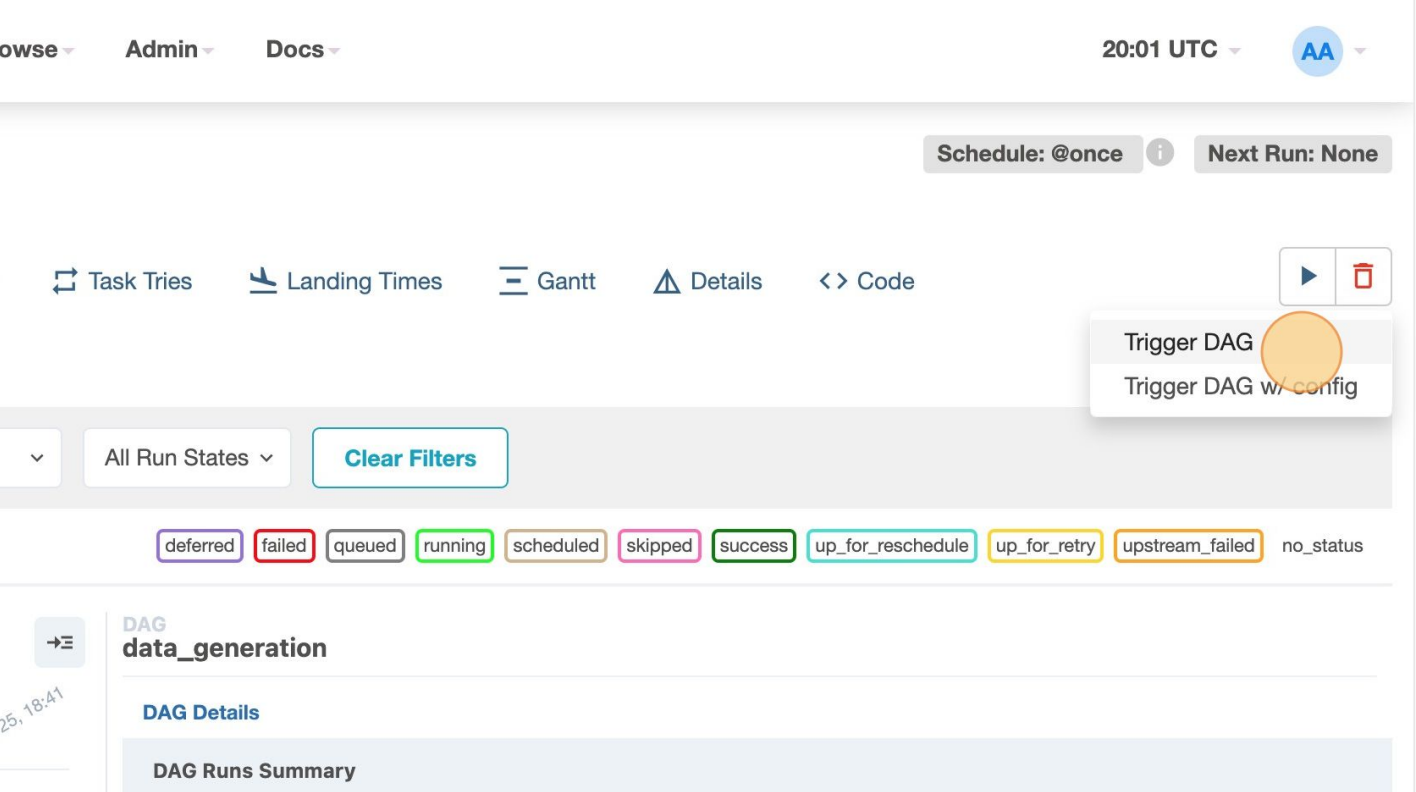 owse Admin Docs 20:01 UTC AA
Schedule: @once i Next Run: None
Task Tries Landing Times Gantt Details <> Code
Trigger DAG
Trigger DAG w/ config
All Run States Clear Filters
deferred failed queued running scheduled skipped success up_for_reschedule up_for_retry upstream_failed no_status
DAG
data_generation
25, 18:41
DAG Details
DAG Runs Summary